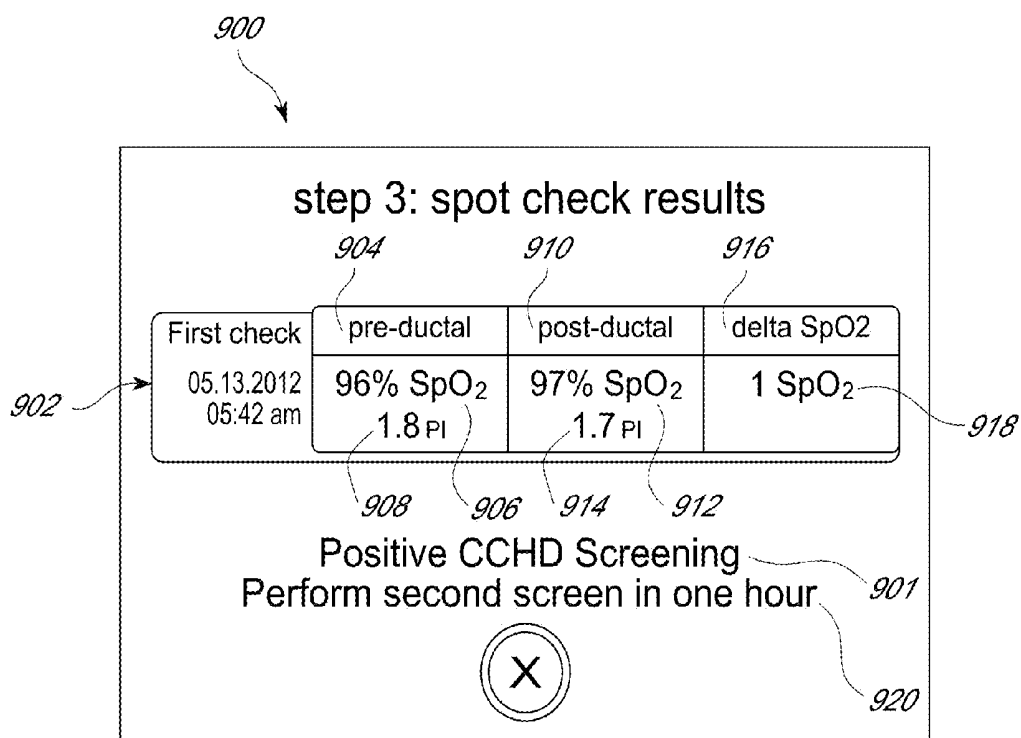 900
step 3: spot check results
904 910 916
First check pre-ductal post-ductal delta SpO2
05.13.2012 96% SpO₂ 97% SpO₂ 1 SpO₂
902 05:42 am 1.8 PI 1.7 PI 918
908 906 914 912
Positive CCHD Screening 901
Perform second screen in one hour
X
920